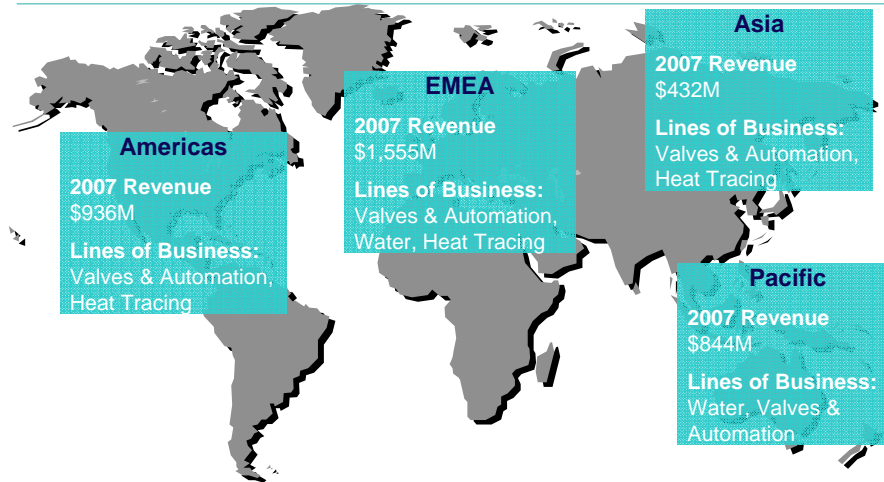 Americas
2007 Revenue
$936M
Lines of Business:
Valves & Automation,
Heat Tracing
EMEA
2007 Revenue
$1,555M
Lines of Business:
Valves & Automation,
Water, Heat Tracing
Asia
2007 Revenue
$432M
Lines of Business:
Valves & Automation,
Heat Tracing
Pacific
2007 Revenue
$844M
Lines of Business:
Water, Valves &
Automation